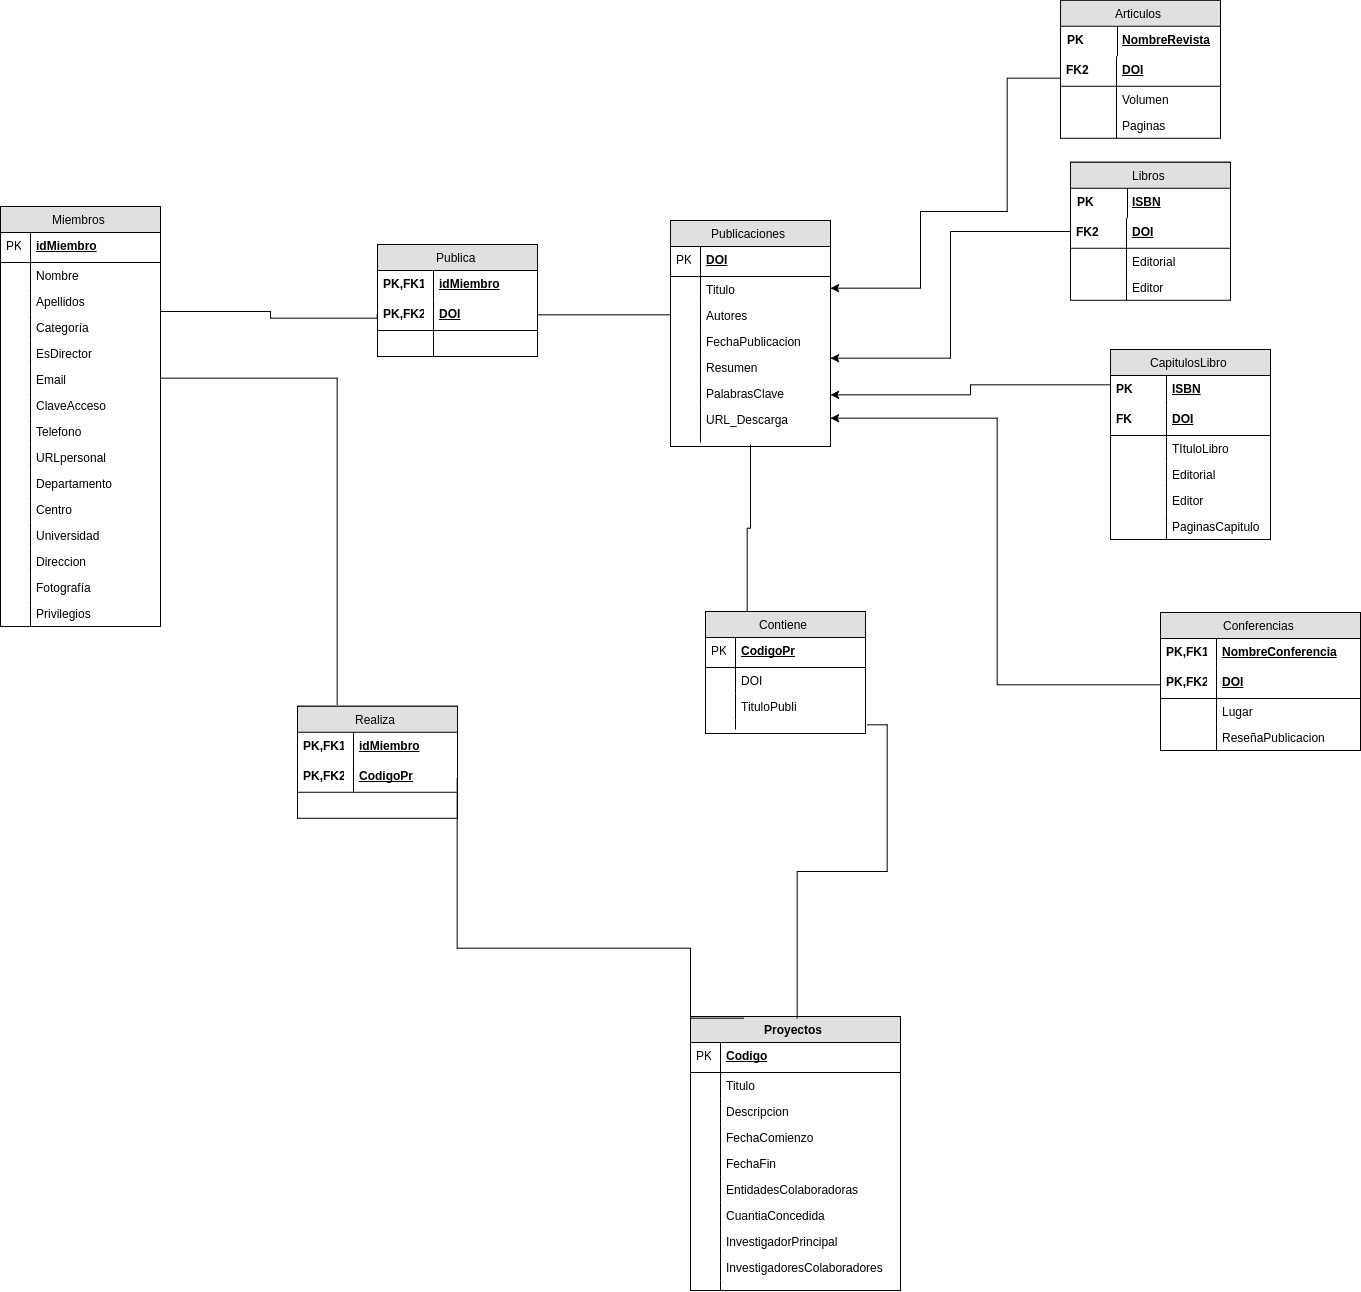 Articulos
PK NombreRevista
FK2 DOI
Volumen
Paginas
Libros
PK ISBN
FK2 DOI
Editorial
Editor
Miembros
PK idMiembro
Nombre
Apellidos
Categoría
EsDirector
Email
ClaveAcceso
Telefono
URLpersonal
Departamento
Centro
Universidad
Direccion
Fotografía
Privilegios
Publica
PK,FK1 idMiembro
PK,FK2 DOI
Publicaciones
PK DOI
Titulo
Autores
FechaPublicacion
Resumen
PalabrasClave
URL_Descarga
CapitulosLibro
PK ISBN
FK DOI
TItuloLibro
Editorial
Editor
PaginasCapitulo
Contiene
PK CodigoPr
DOI
TituloPubli
Conferencias
PK,FK1 NombreConferencia
PK,FK2 DOI
Lugar
ReseñaPublicacion
Realiza
PK,FK1 idMiembro
PK,FK2 CodigoPr
Proyectos
PK Codigo
Titulo
Descripcion
FechaComienzo
FechaFin
EntidadesColaboradoras
CuantiaConcedida
InvestigadorPrincipal
InvestigadoresColaboradores